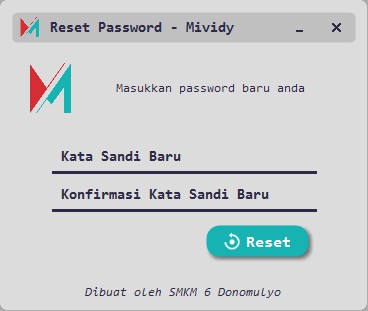 Reset Password - Mividy
Masukkan password baru anda
Kata Sandi Baru
Konfirmasi Kata Sandi Baru
Reset
Dibuat oleh SMKM 6 Donomulyo